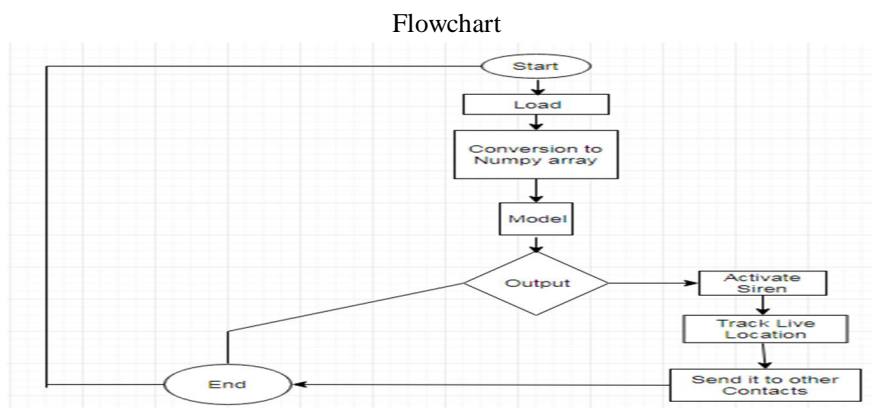 Flowchart
Start
Load
Conversion to
Numpy array
Model
Output
Activate
Siren
Track Live
Location
Send it to other
Contacts
End